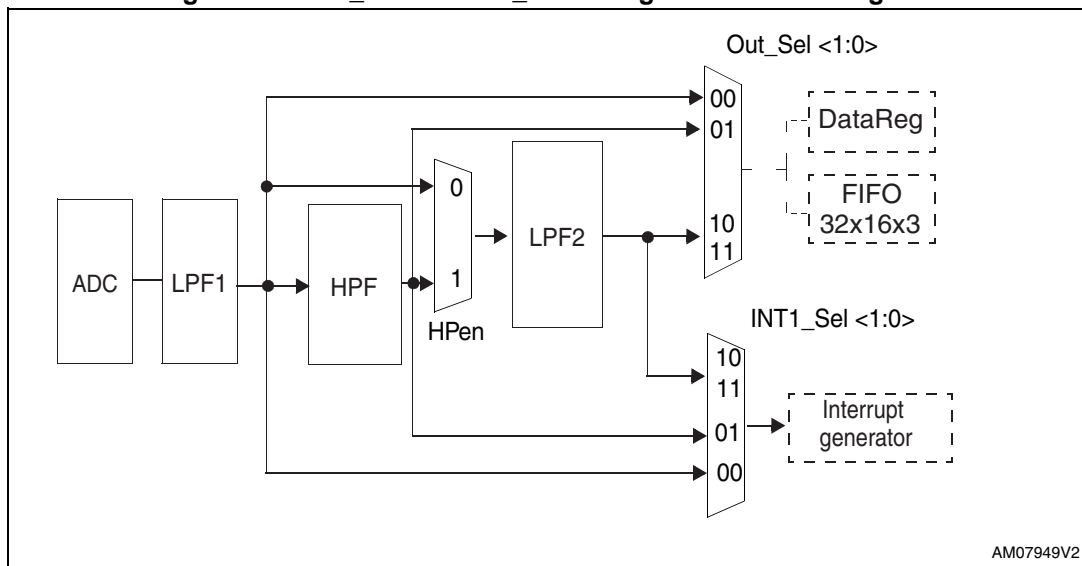 Out_Sel <1:0>
00
01
DataReg
0
FIFO
32x16x3
10
11
LPF2
ADC
LPF1
HPF
1
HPen
INT1_Sel <1:0>
10
11
01
00
Interrupt
generator
AM07949V2